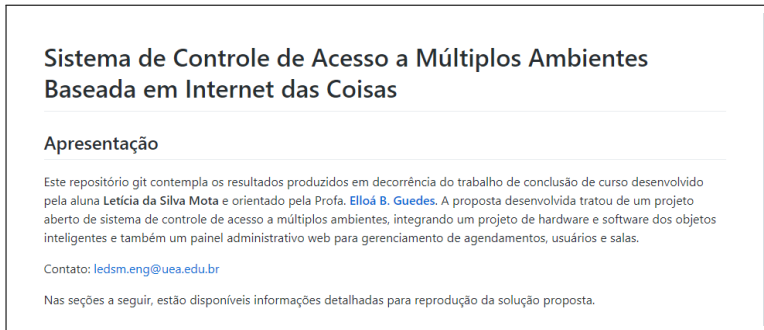 Sistema de Controle de Acesso a Múltiplos Ambientes
Baseada em Internet das Coisas
Apresentação
Este repositório git contempla os resultados produzidos em decorrência do trabalho de conclusão de curso desenvolvido
pela aluna Letícia da Silva Mota e orientado pela Profa. Elloá B. Guedes. A proposta desenvolvida tratou de um projeto
aberto de sistema de controle de acesso a múltiplos ambientes, integrando um projeto de hardware e software dos objetos
inteligentes e também um painel administrativo web para gerenciamento de agendamentos, usuários e salas.
Contato: ledsm.eng@uea.edu.br
Nas seções a seguir, estão disponíveis informações detalhadas para reprodução da solução proposta.